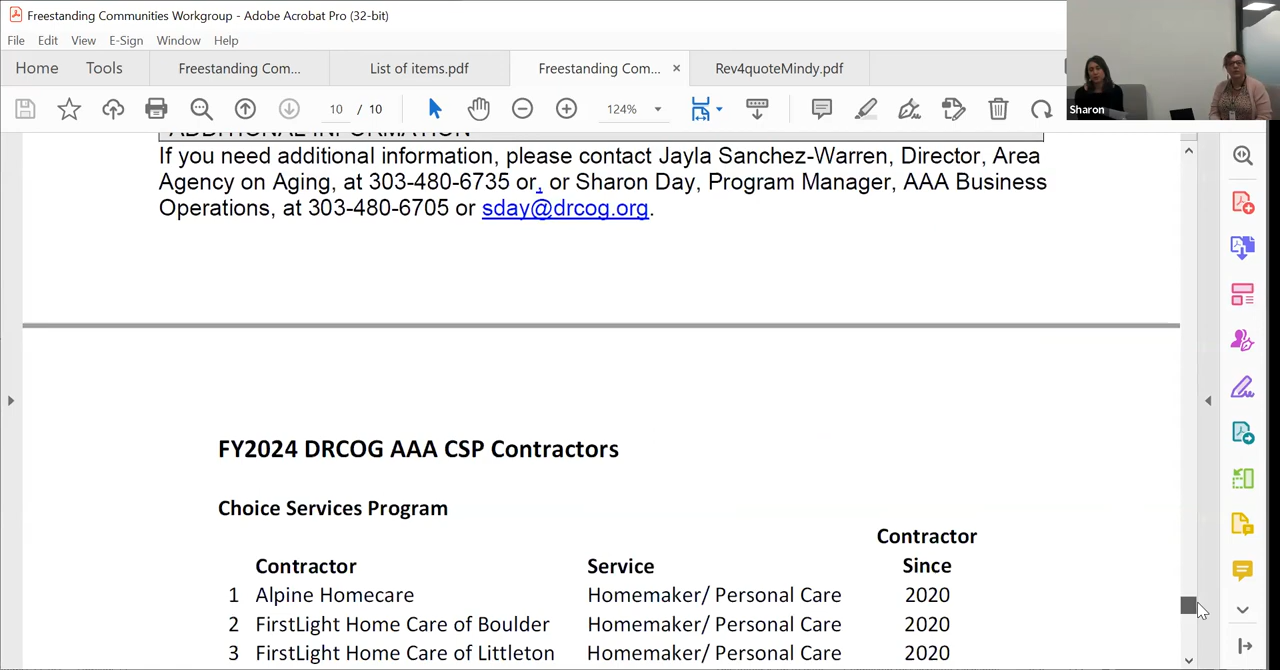 Freestanding Communities Workgroup - Adobe Acrobat Pro (32-bit)
File Edit View E-Sign Window Help
Home Tools Freestanding Com... List of items.pdf Freestanding Com... × Rev4quoteMindy.pdf
10 / 10 124%
Sharon
ADDITIONAL INFORMATION
If you need additional information, please contact Jayla Sanchez-Warren, Director, Area
Agency on Aging, at 303-480-6735 or, or Sharon Day, Program Manager, AAA Business
Operations, at 303-480-6705 or sday@drcog.org.
FY2024 DRCOG AAA CSP Contractors
Choice Services Program
Contractor
Contractor Service Since
1 Alpine Homecare Homemaker/ Personal Care 2020
2 FirstLight Home Care of Boulder Homemaker/ Personal Care 2020
3 FirstLight Home Care of Littleton Homemaker/ Personal Care 2020